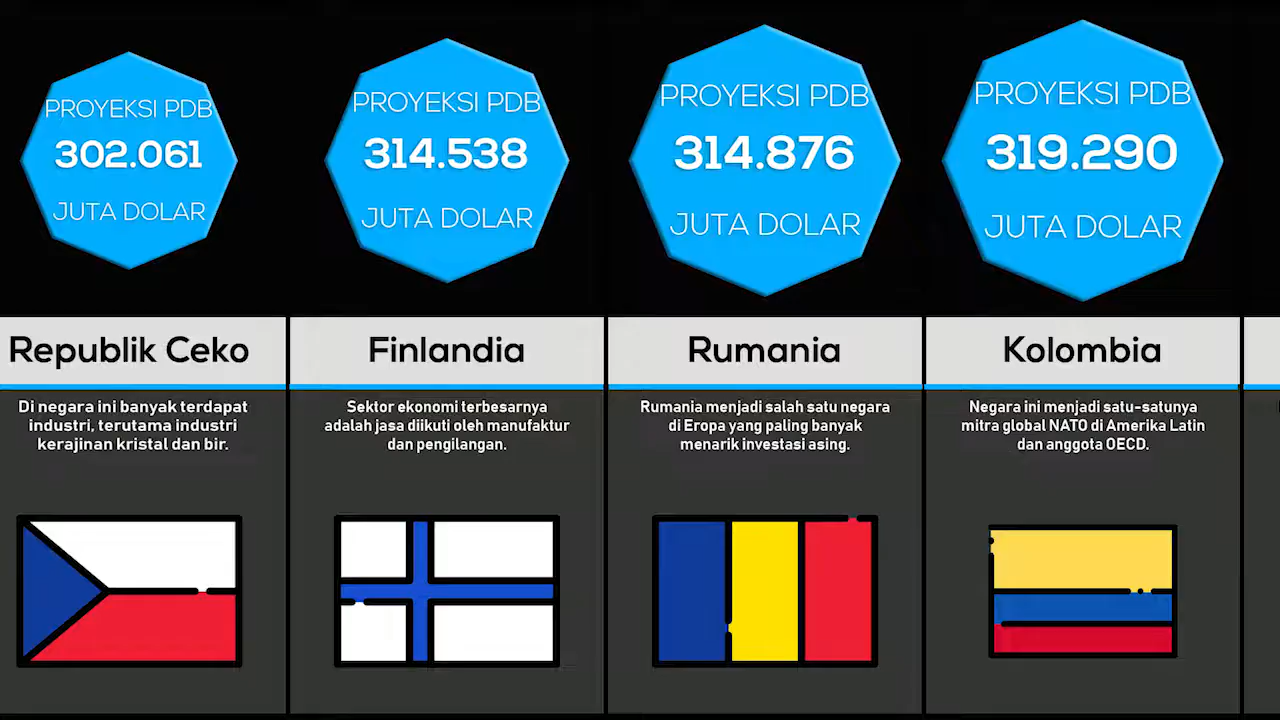 PROYEKSI PDB
302.061
JUTA DOLAR
PROYEKSI PDB
314.538
JUTA DOLAR
PROYEKSI PDB
314.876
JUTA DOLAR
PROYEKSI PDB
319.290
JUTA DOLAR
Republik Ceko
Di negara ini banyak terdapat
industri, terutama industri
kerajinan kristal dan bir.
Finlandia
Sektor ekonomi terbesarnya
adalah jasa diikuti oleh manufaktur
dan pengilangan.
Rumania
Rumania menjadi salah satu negara
di Eropa yang paling banyak
menarik investasi asing.
Kolombia
Negara ini menjadi satu-satunya
mitra global NATO di Amerika Latin
dan anggota OECD.